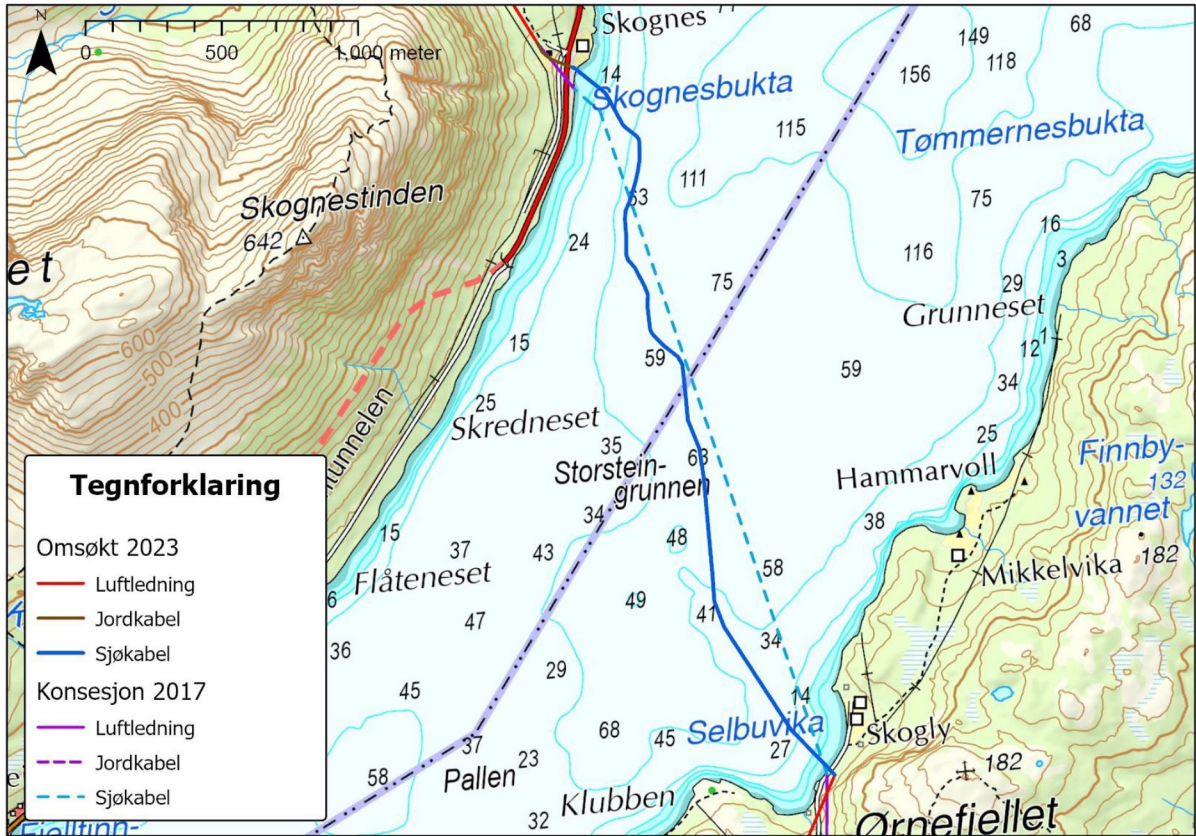 N
0 500 1 000 meter
Skognes
68
149
118
156
14
Skognesbukta
115
Tømmernesbukta
111
Skognestinden
642
63
75
16
24
116
3
et
75
29
Grunneset
600
500
400
15
59
59
1
12
34
25
Skredneset
35
25
Hammarvoll
Finnby-
vannet
132
63
Storstein-
grunnen
34
38
15
37
43
48
182
Mikkelvika
Flåteneset
58
6
49
41
47
34
36
29
45
14
Selbuvika
Skogly
68
45
27
37
23
58
Pallen
182
Klubben
32
Ørnefjellet
Tegnforklaring
Omsøkt 2023
Luftledning
Jordkabel
Sjøkabel
Konsesjon 2017
Luftledning
Jordkabel
Sjøkabel